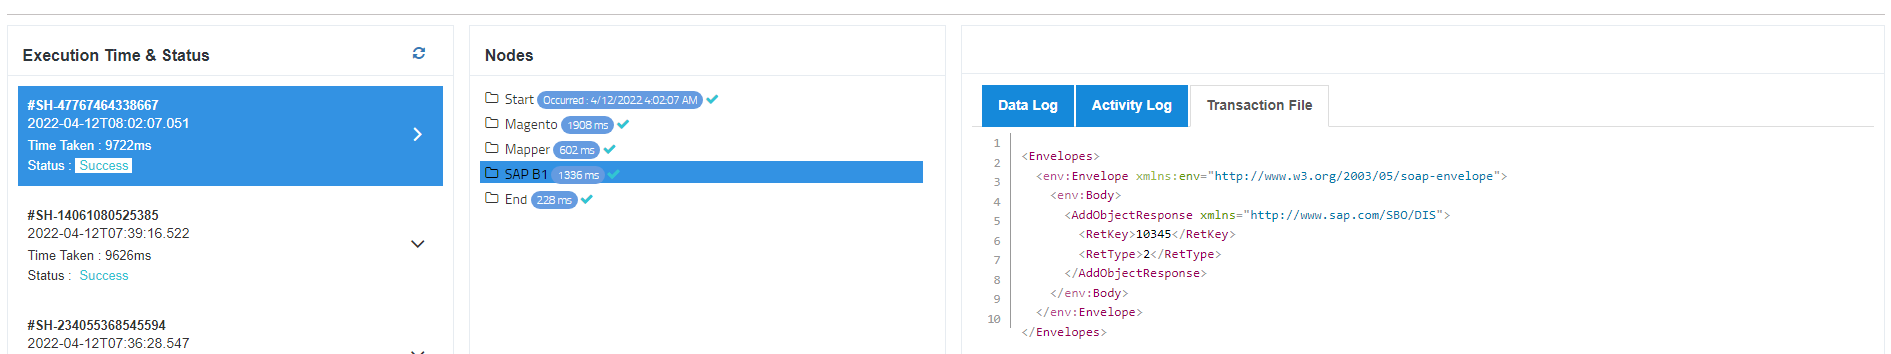 Execution Time & Status
#SH-47767464338667
2022-04-12T08:02:07.051
Time Taken : 9722ms
Status : Success
#SH-14061080525385
2022-04-12T07:39:16.522
Time Taken : 9626ms
Status : Success
#SH-234055368545594
2022-04-12T07:36:28.547
Nodes
Start Occurred : 4/12/2022 4:02:07 AM
Magento 1908 ms
Mapper 602 ms
SAP B1 1336 ms
End 228 ms
Data Log Activity Log Transaction File
1
2 <Envelopes>
3 <env:Envelope xmlns:env="http://www.w3.org/2003/05/soap-envelope">
4 <env:Body>
5 <AddObjectResponse xmlns="http://www.sap.com/SBO/DIS">
6 <RetKey>10345</RetKey>
7 <RetType>2</RetType>
8 </AddObjectResponse>
9 </env:Body>
10 </env:Envelope>
</Envelopes>